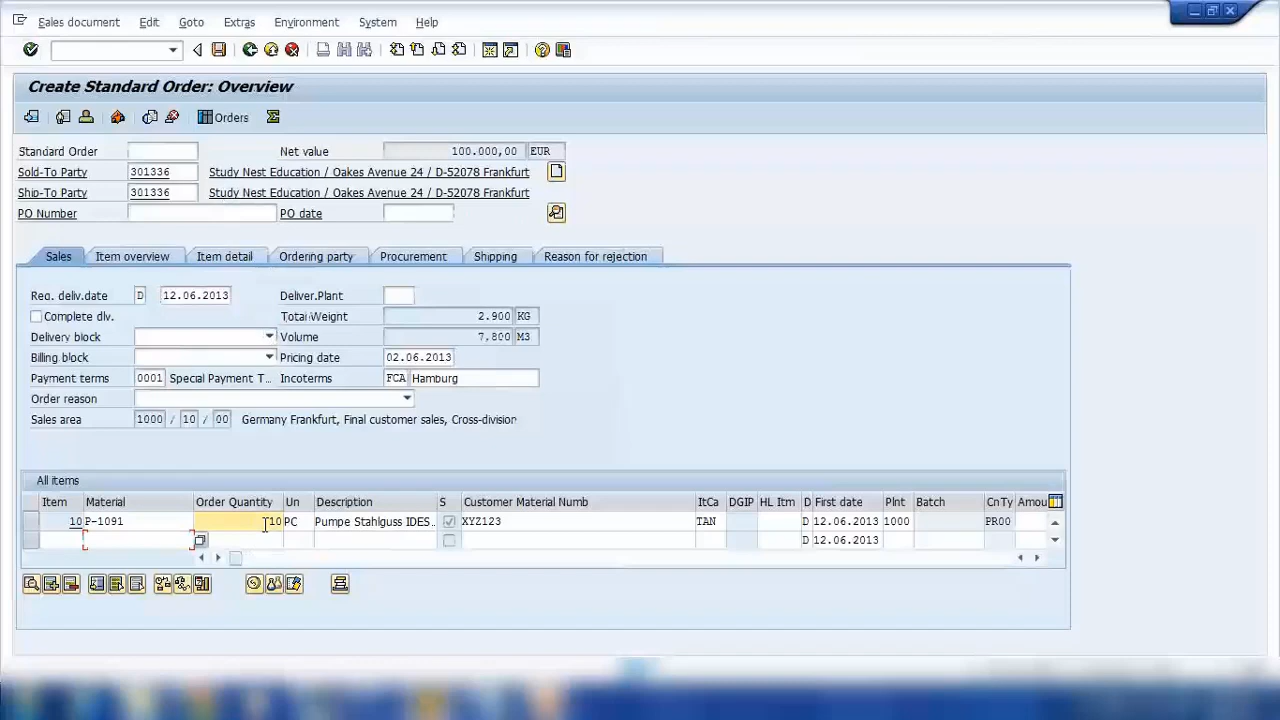 Sales document Edit Goto Extras Environment System Help
Create Standard Order: Overview
Orders
Standard Order Net value 100.000,00 EUR
Sold-To Party 301336 Study Nest Education / Oakes Avenue 24 / D-52078 Frankfurt
Ship-To Party 301336 Study Nest Education / Oakes Avenue 24 / D-52078 Frankfurt
PO Number PO date
Sales Item overview Item detail Ordering party Procurement Shipping Reason for rejection
Req. deliv.date D 12.06.2013 Deliver.Plant
Complete dlv. Total Weight 2.900 KG
Delivery block Volume 7,800 M3
Billing block Pricing date 02.06.2013
Payment terms 0001 Special Payment T... Incoterms FCA Hamburg
Order reason
Sales area 1000 / 10 / 00 Germany Frankfurt, Final customer sales, Cross-division
All items
Item Material Order Quantity Un Description S Customer Material Numb ItCa DGIP HL Itm D First date Plnt Batch CnTy Amou
10 P-1091 10 PC Pumpe Stahlguss IDES... XYZ123 TAN D 12.06.2013 1000 PR00
D 12.06.2013